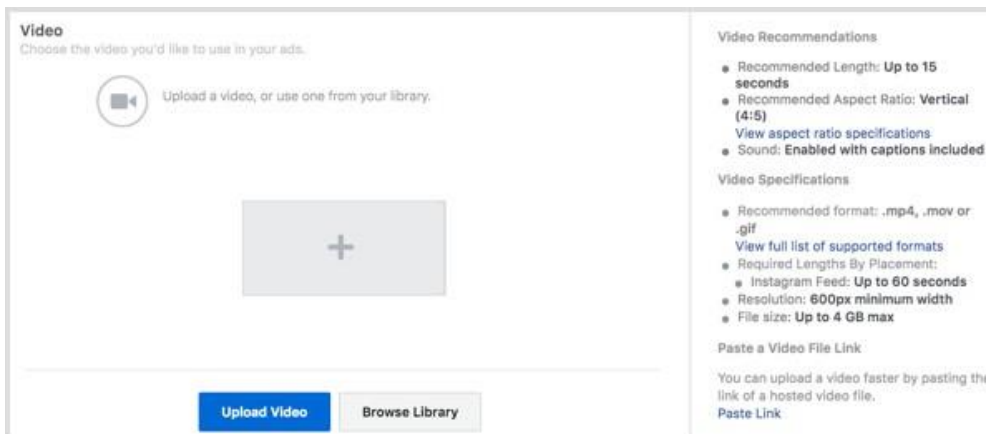 Video
Choose the video you'd like to use in your ads.
Upload a video, or use one from your library.
Upload Video
Browse Library
Video Recommendations
Recommended Length: Up to 15
seconds
Recommended Aspect Ratio: Vertical
(4:5)
View aspect ratio specifications
Sound: Enabled with captions included
Video Specifications
Recommended format: .mp4, .mov or
.gif
View full list of supported formats
Required Lengths By Placement:
Instagram Feed: Up to 60 seconds
Resolution: 600px minimum width
File size: Up to 4 GB max
Paste a Video File Link
You can upload a video faster by pasting the
link of a hosted video file.
Paste Link